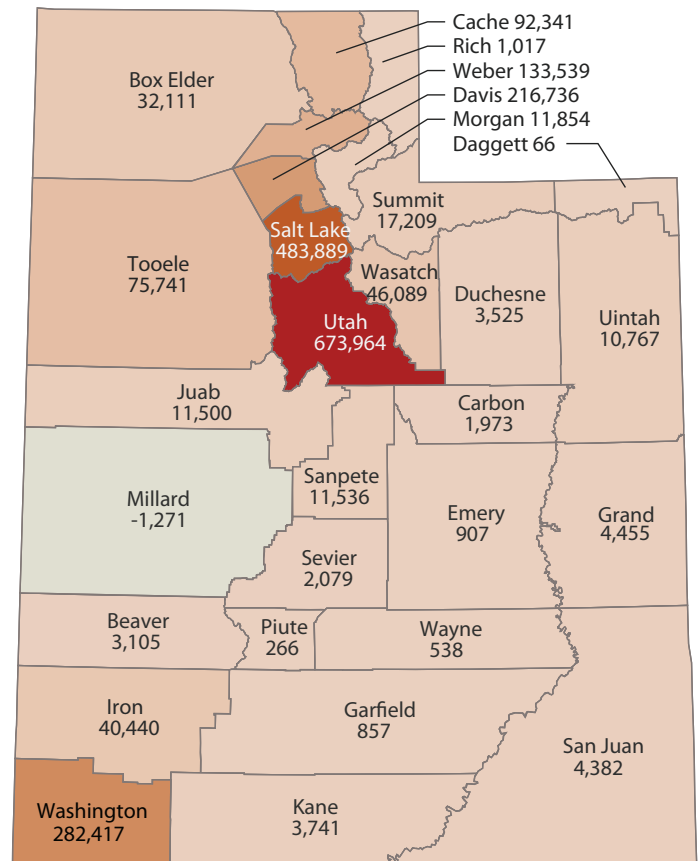 Cache 92,341
Rich 1,017
Weber 133,539
Davis 216,736
Morgan 11,854
Daggett 66
Box Elder
32,111
Summit
17,209
Salt Lake
483,889
Tooele
75,741
Wasatch
46,089
Duchesne
3,525
Uintah
10,767
Utah
673,964
Juab
11,500
Carbon
1,973
Sanpete
11,536
Millard
-1,271
Emery
907
Grand
4,455
Sevier
2,079
Beaver
3,105
Piute
266
Wayne
538
Iron
40,440
Garfield
857
San Juan
4,382
Washington
282,417
Kane
3,741